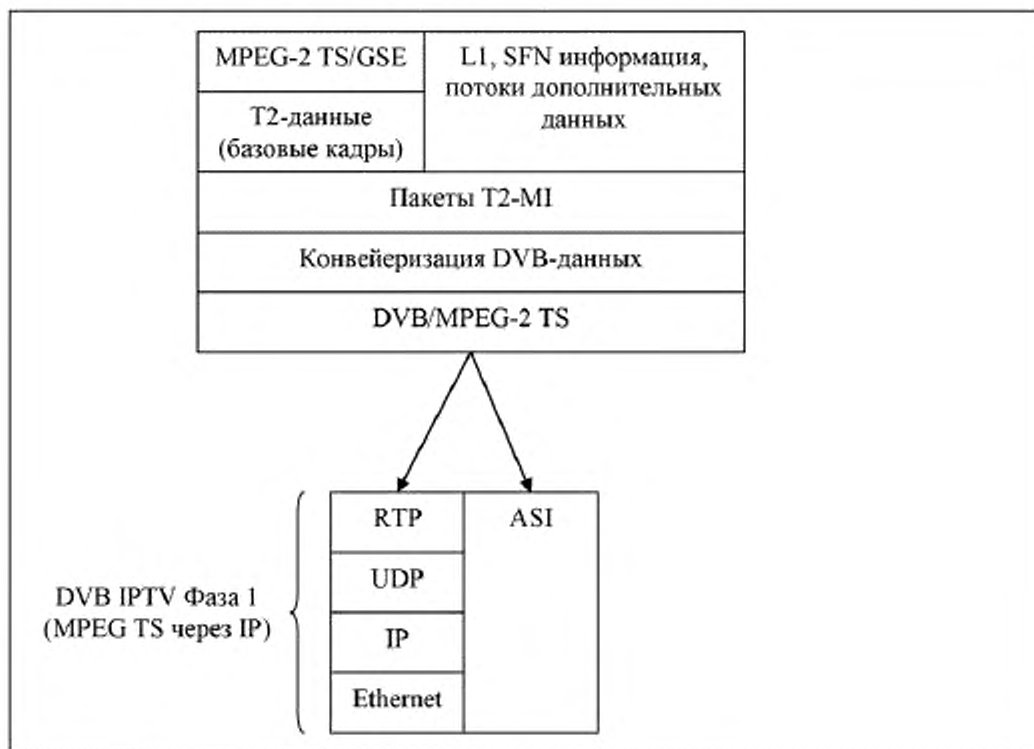 MPEG-2 TS/GSE
L1, SFN информация,
потоки дополнительных
данных
Т2-данные
(базовые кадры)
Пакеты T2-MI
Конвейеризация DVB-данных
DVB/MPEG-2 TS
RTP
ASI
UDP
IP
Ethernet
DVB IPTV Фаза 1
(MPEG TS через IP)